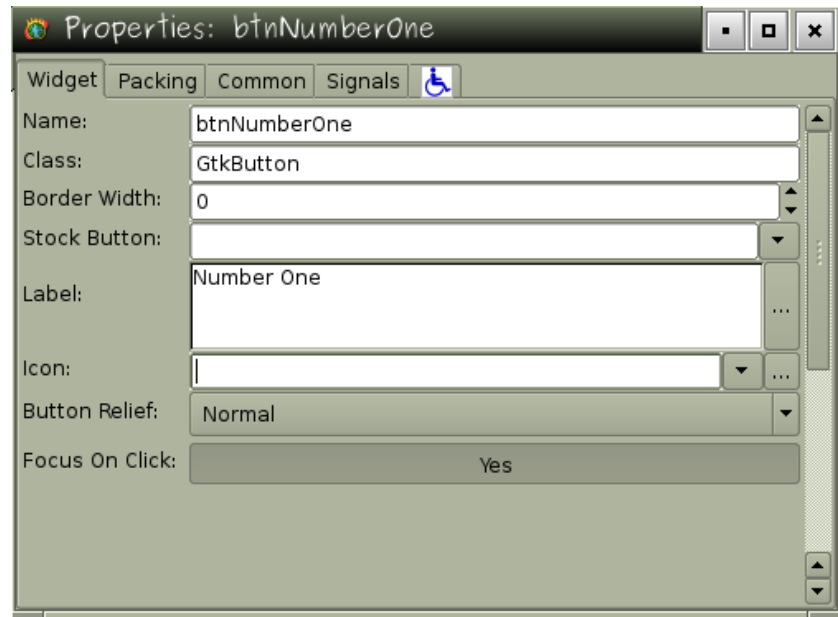 Properties: btnNumberOne
Widget Packing Common Signals
Name: btnNumberOne
Class: GtkButton
Border Width: 0
Stock Button:
Label: Number One
...
Icon: ...
Button Relief: Normal
Focus On Click: Yes